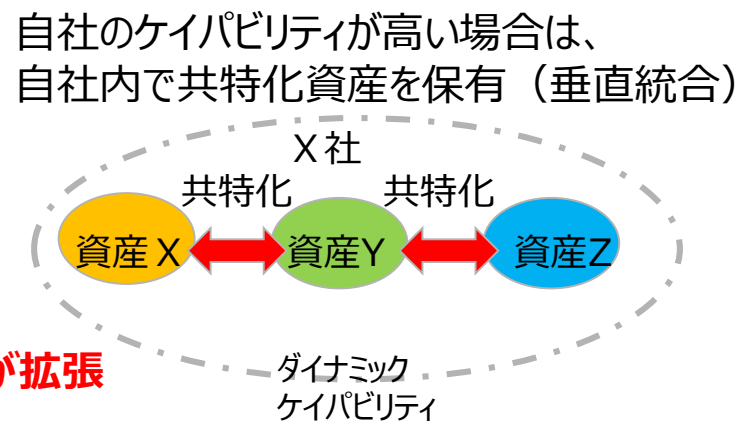 自社のケイパビリティが高い場合は、
自社内で共特化資産を保有（垂直統合）
X社
共特化 共特化
資産X 資産Y 資産Z
が拡張
ダイナミック
ケイパビリティ